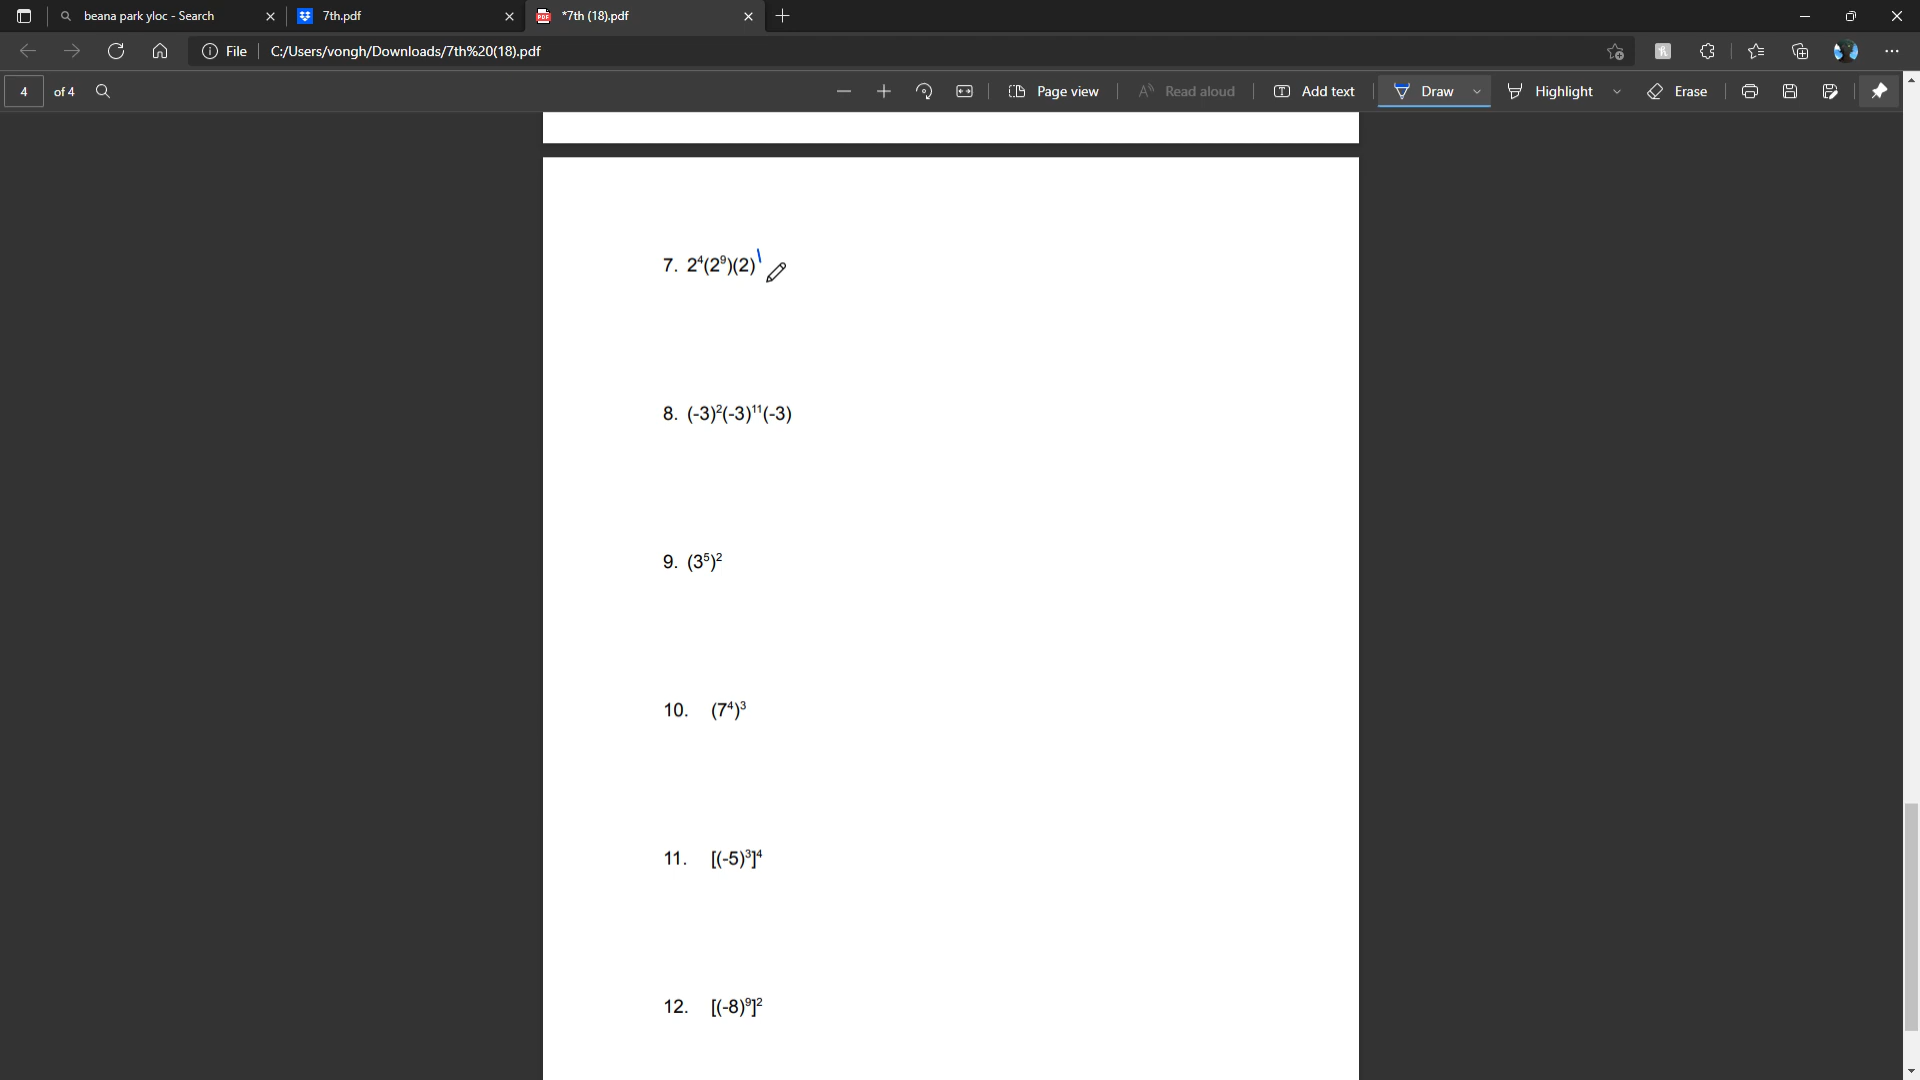 beana park yloc - Search
7th.pdf
*7th (18).pdf
File
C:/Users/vongh/Downloads/7th%20(18).pdf
4 of 4
Page view
Read aloud
Add text
Draw
Highlight
Erase
7. 2⁴(2⁹)(2)¹
8. (-3)²(-3)¹¹(-3)
9. (3⁵)²
10. (7⁴)³
11. [(-5)³]⁴
12. [(-8)⁹]²